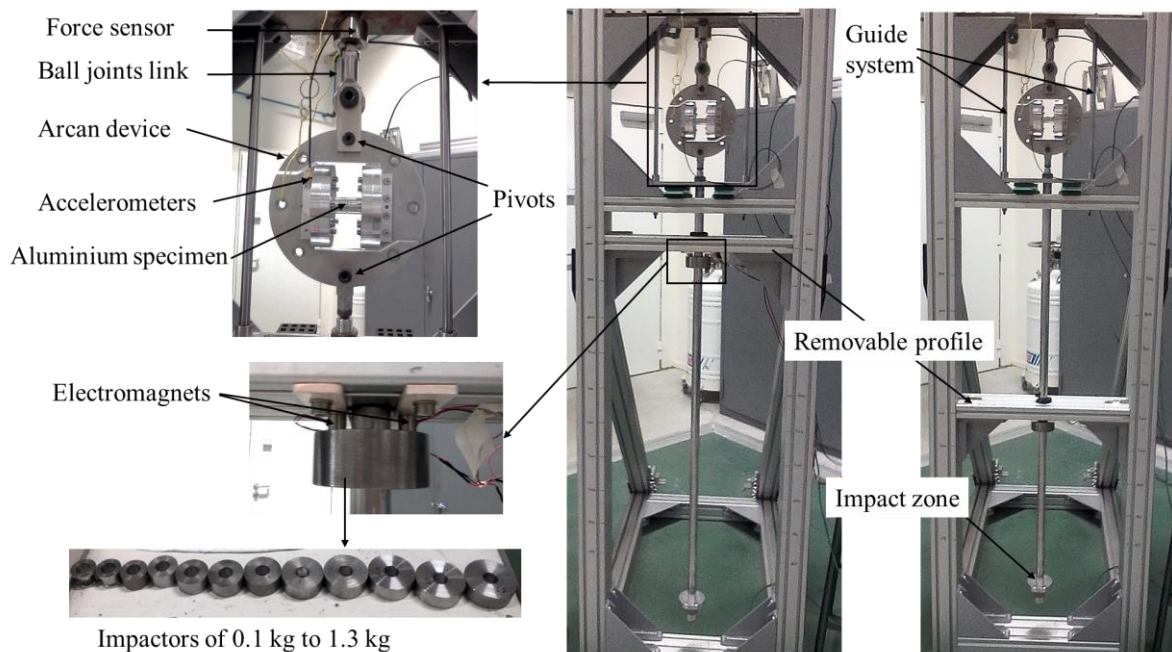 Force sensor
Ball joints link
Arcan device
Accelerometers
Aluminium specimen
Pivots
Electromagnets
Impactors of 0.1 kg to 1.3 kg
Guide
system
Removable profile
Impact zone